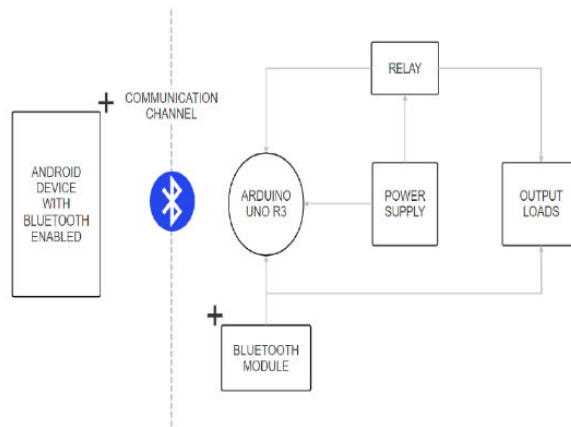 RELAY
COMMUNICATION
CHANNEL
ANDROID
DEVICE
WITH
BLUETOOTH
ENABLED
ARDUINO
UNO R3
POWER
SUPPLY
OUTPUT
LOADS
BLUETOOTH
MODULE